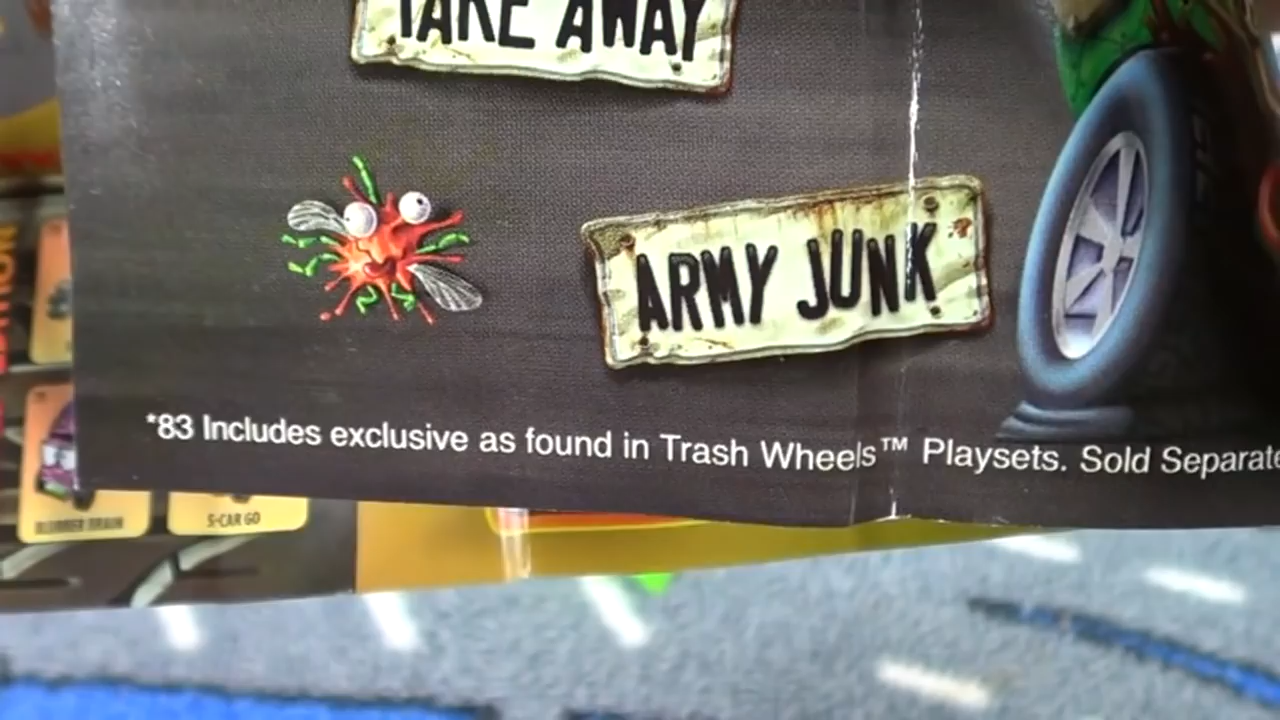 TAKE AWAY
ARMY JUNK
*83 Includes exclusive as found in Trash Wheels™ Playsets. Sold Separate
S-CAR GO